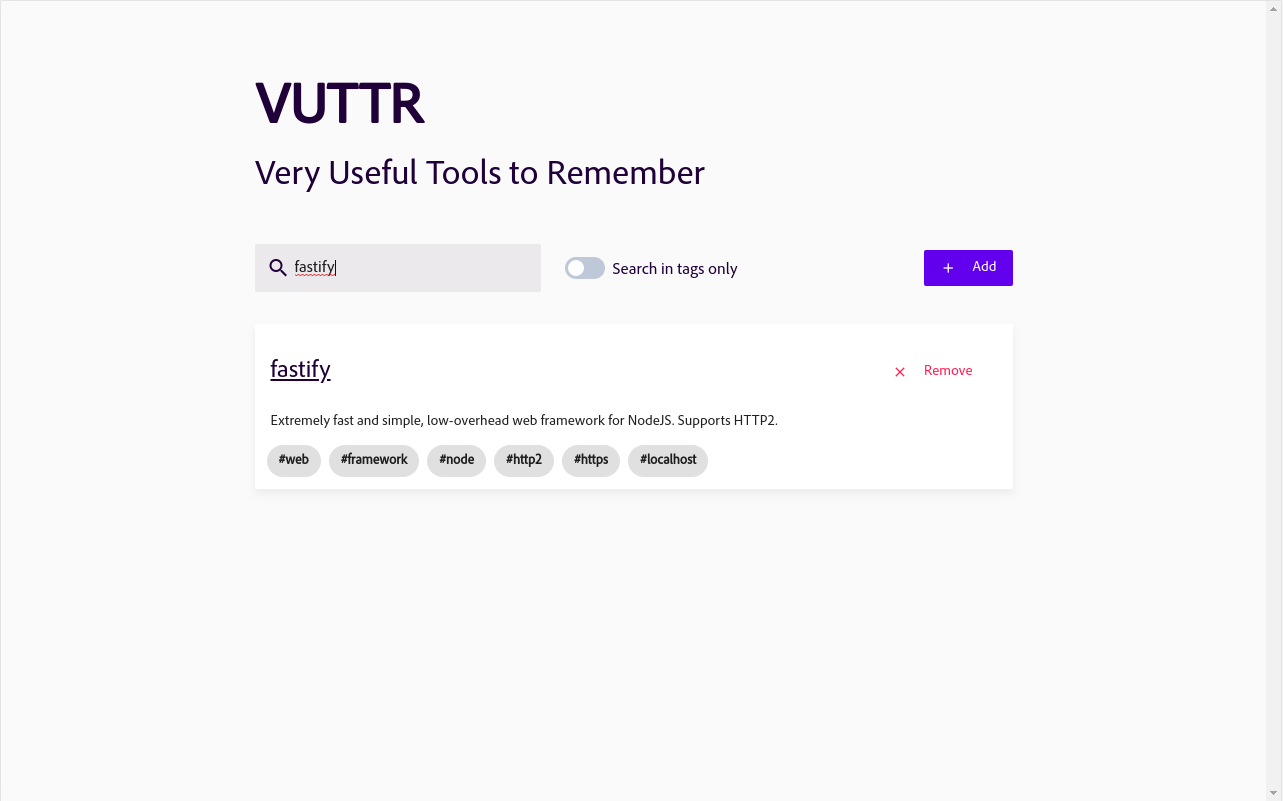 VUTTR
Very Useful Tools to Remember
fastify Search in tags only + Add
fastify × Remove
Extremely fast and simple, low-overhead web framework for NodeJS. Supports HTTP2.
#web #framework #node #http2 #https #localhost